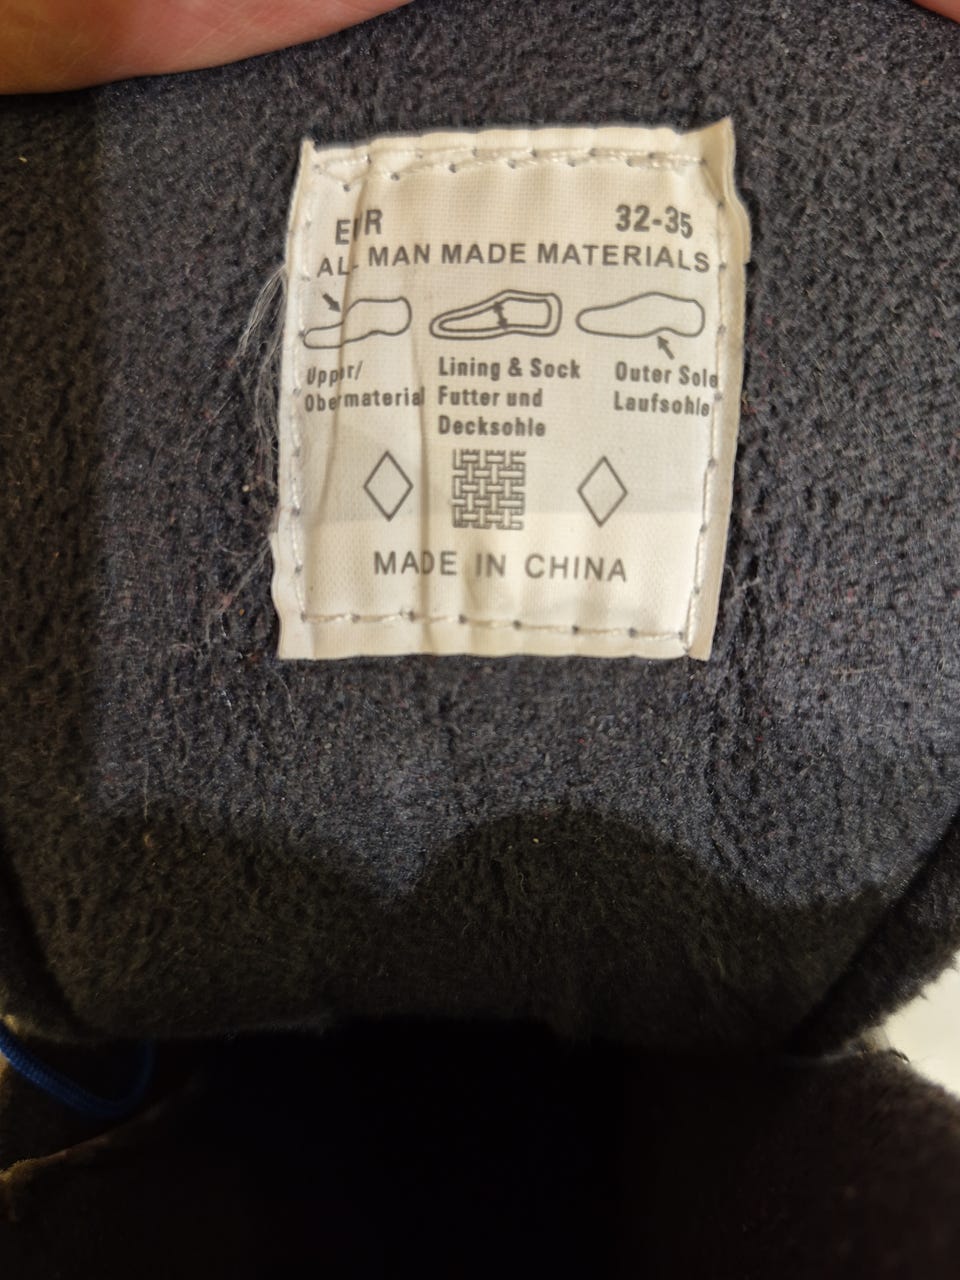 EUR 32-35
ALL MAN MADE MATERIALS
Upper/
Obermaterial
Lining & Sock
Futter und
Decksohle
Outer Sole
Laufsohle
MADE IN CHINA